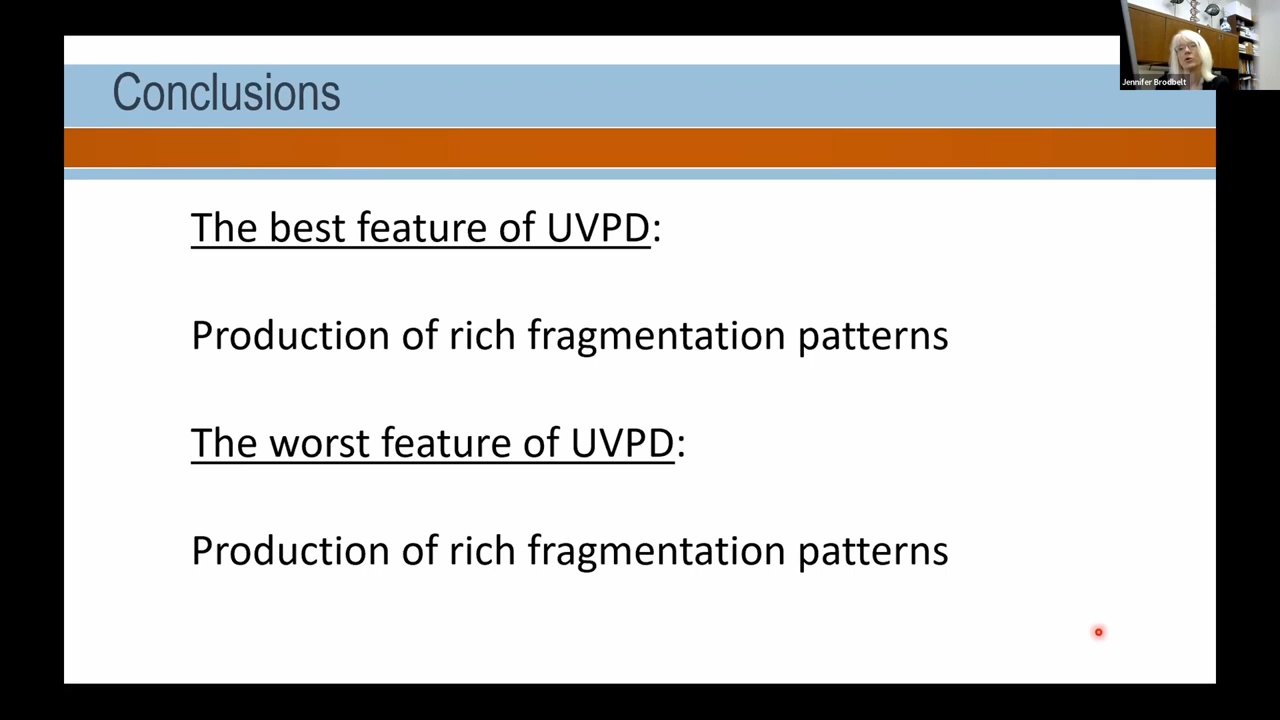 Conclusions
Jennifer Brodbelt
The best feature of UVPD:
Production of rich fragmentation patterns
The worst feature of UVPD:
Production of rich fragmentation patterns